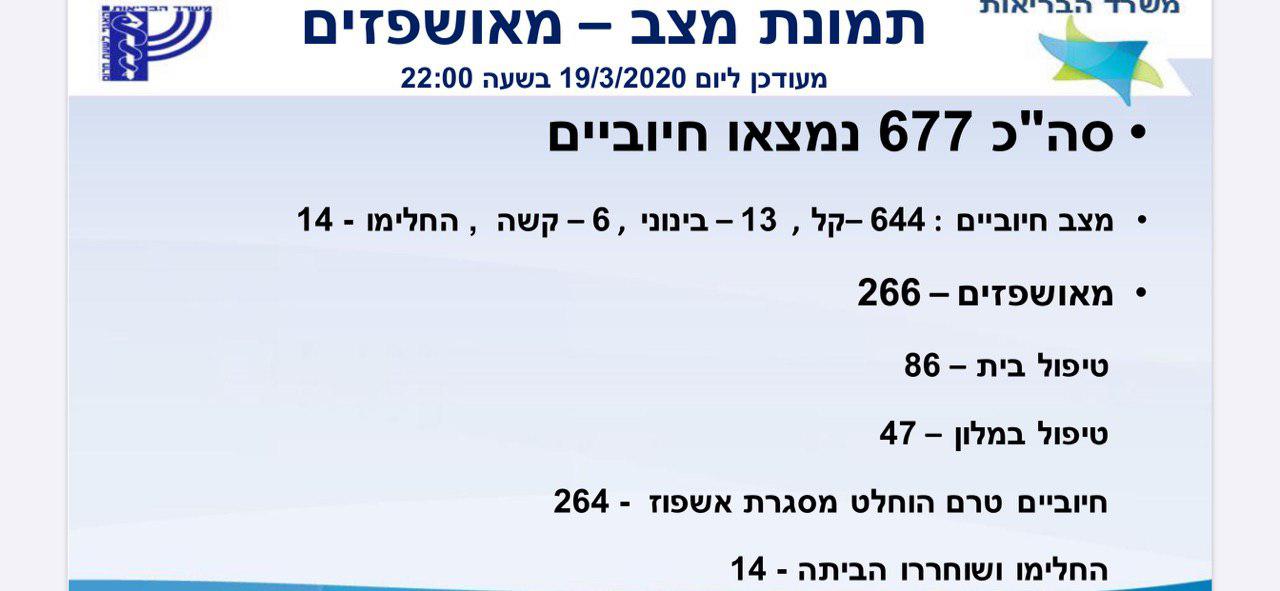 משרד הבריאות
תמונת מצב – מאושפזים
מעודכן ליום 19/3/2020 בשעה 22:00
• סה"כ 677 נמצאו חיוביים
• מצב חיוביים : 644 –קל , 13 – בינוני , 6 – קשה , החלימו - 14
• מאושפזים – 266
טיפול בית – 86
טיפול במלון – 47
חיוביים טרם הוחלט מסגרת אשפוז - 264
החלימו ושוחררו הביתה - 14